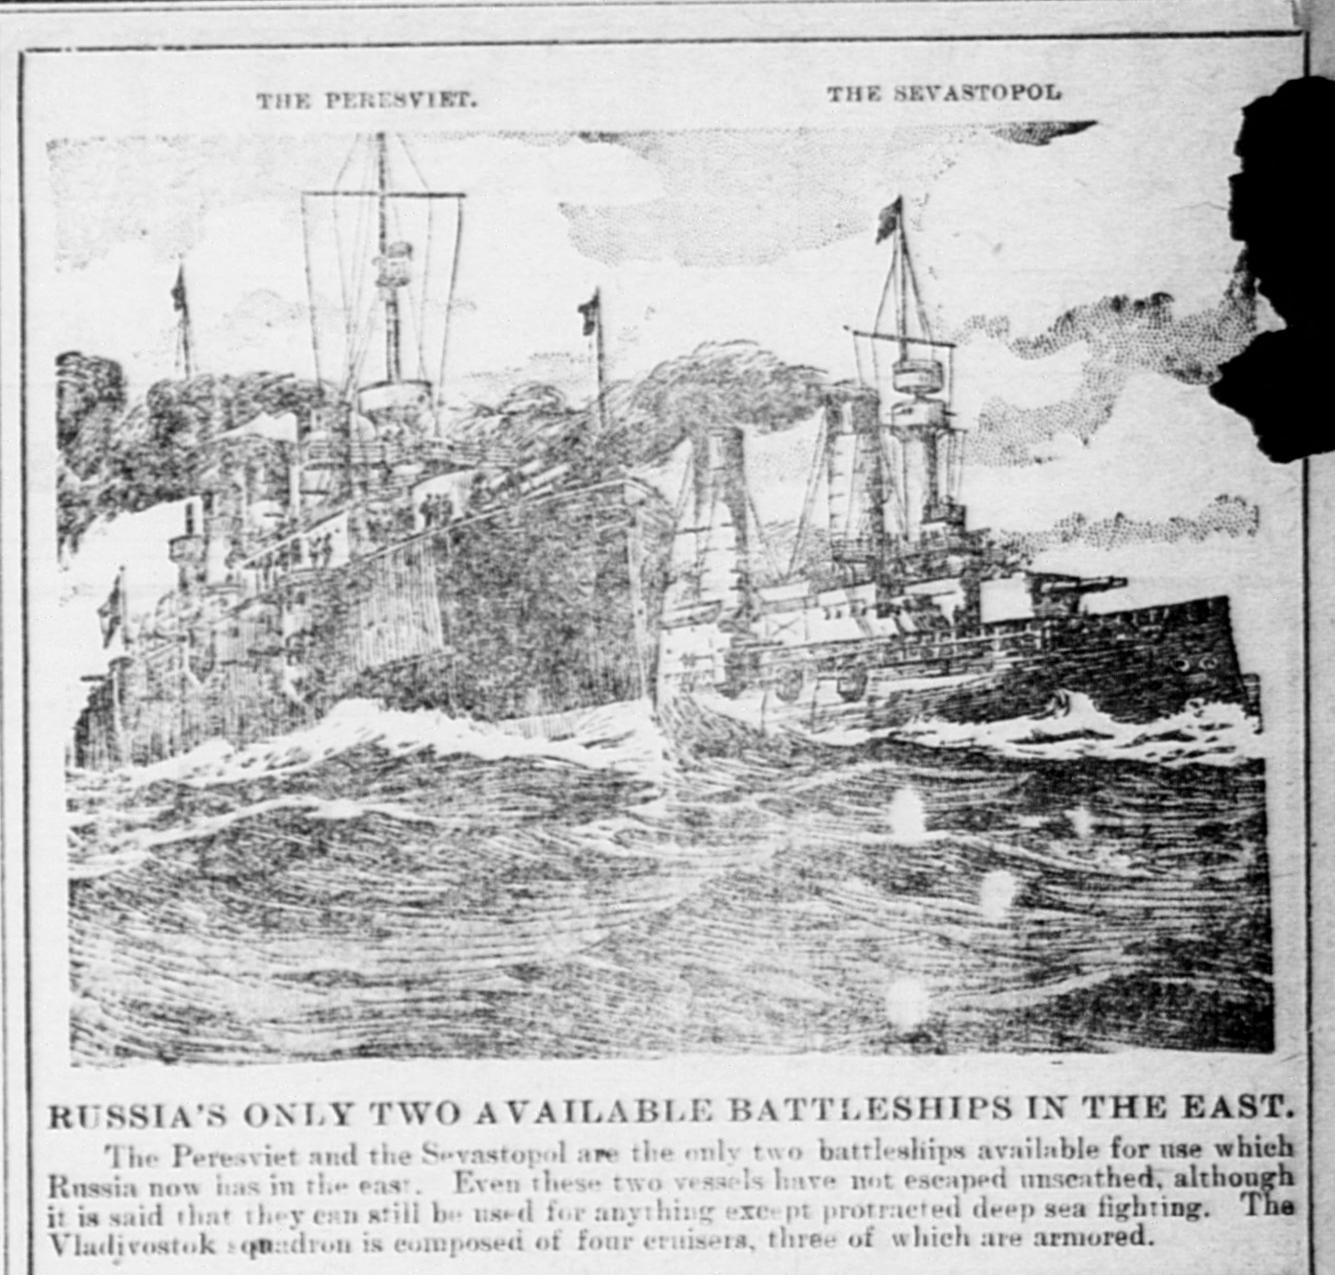 THE PERESVIET.
THE SEVASTOPOL
RUSSIA'S ONLY TWO AVAILABLE BATTLESHIPS IN THE EAST.
The Peresviet and the Sevastopol are the only two battleships available for use which
Russia now has in the east. Even these two vessels have not escaped unscathed, although
it is said that they can still be used for anything except protracted deep sea fighting. The
Vladivostok squadron is composed of four cruisers, three of which are armored.